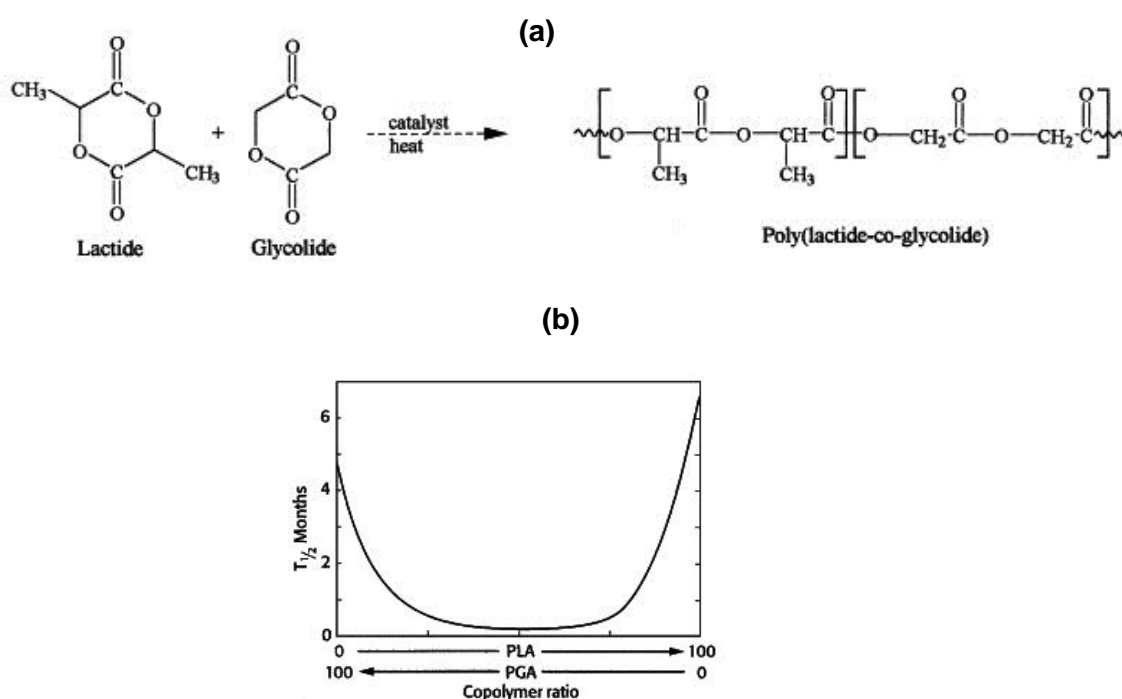 (a)
O
C
CH₃
O
O
C
CH₃
O
Lactide
+
O
C
O
O
C
O
Glycolide
catalyst
heat
O
O
O
O
O—CH—C—O—CH—C
O—CH₂—C—O—CH₂—C
CH₃
CH₃
Poly(lactide-co-glycolide)
(b)
T½ Months
6
4
2
0
0
PLA
100
100
PGA
0
Copolymer ratio